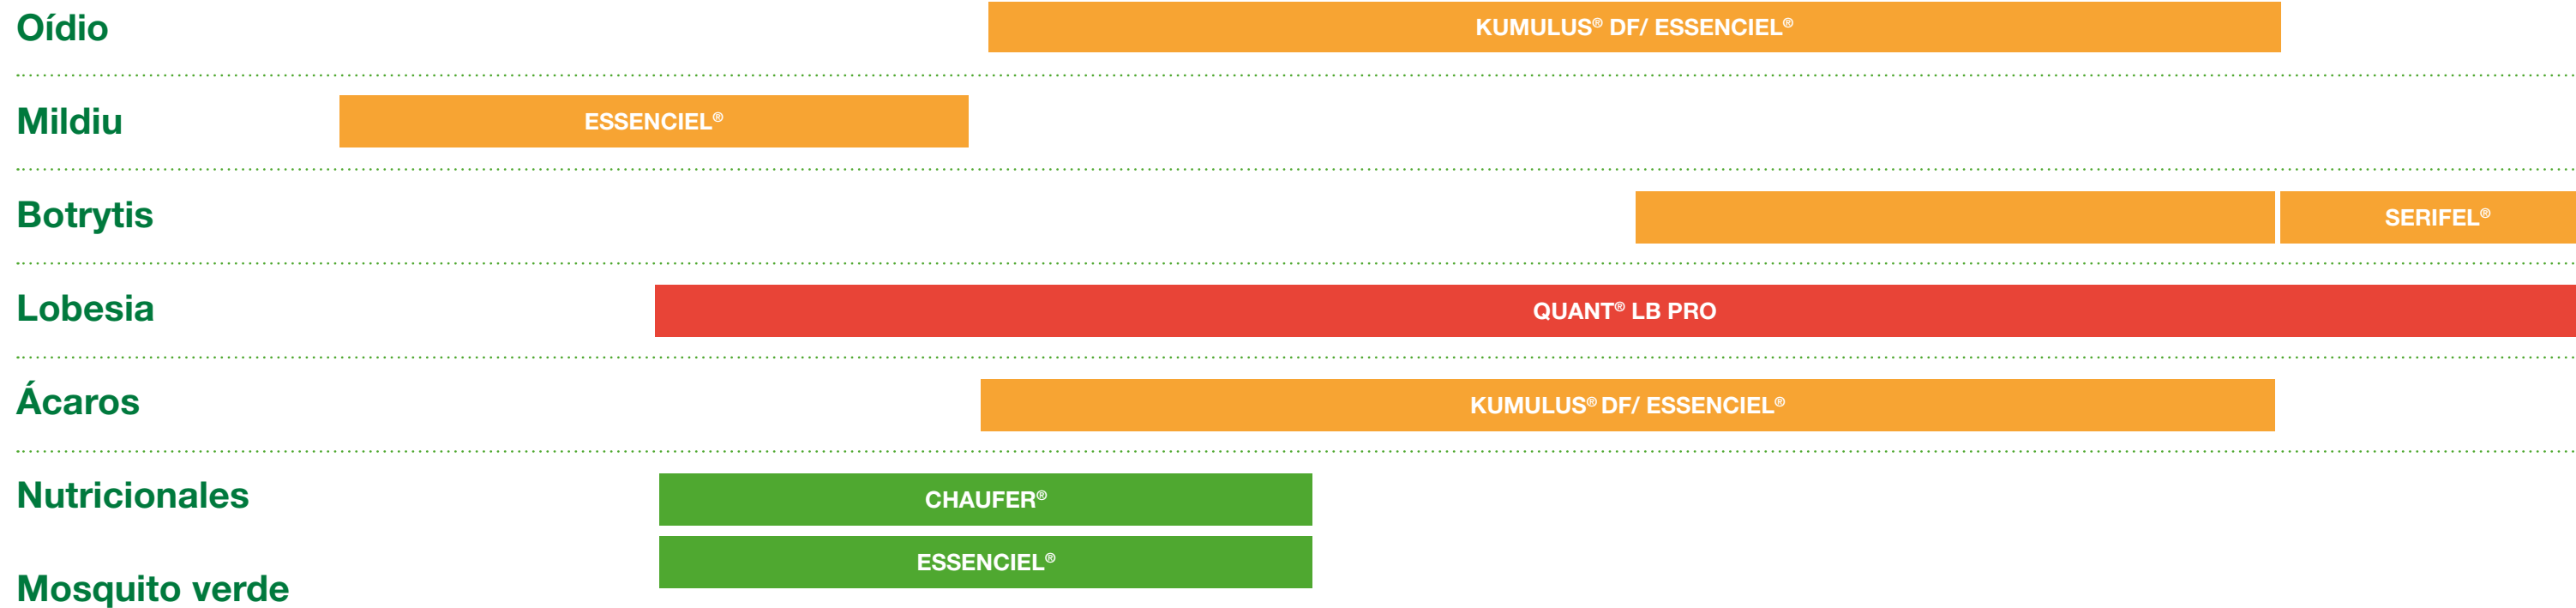 Oídio
KUMULUS® DF/ ESSENCIEL®
Mildiu
ESSENCIEL®
Botrytis
SERIFEL®
Lobesia
QUANT® LB PRO
Ácaros
KUMULUS® DF/ ESSENCIEL®
Nutricionales
CHAUFER®
ESSENCIEL®
Mosquito verde